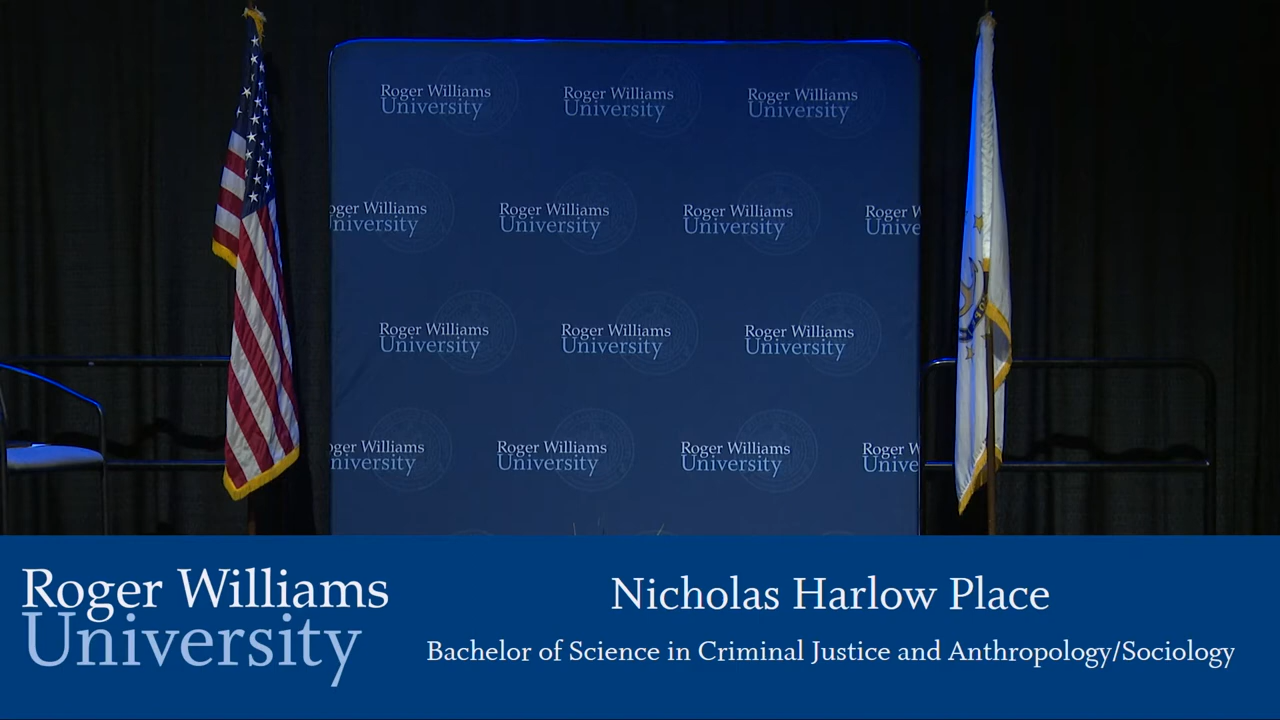 Roger Williams
University
Roger Williams
University
Roger Williams
University
oger Williams
niversity
Roger Williams
University
Roger Williams
University
Roger W
Unive
Roger Williams
University
Roger Williams
University
Roger Williams
University
oger Williams
niversity
Roger Williams
University
Roger Williams
University
Roger W
Unive
Roger Williams
University
Nicholas Harlow Place
Bachelor of Science in Criminal Justice and Anthropology/Sociology